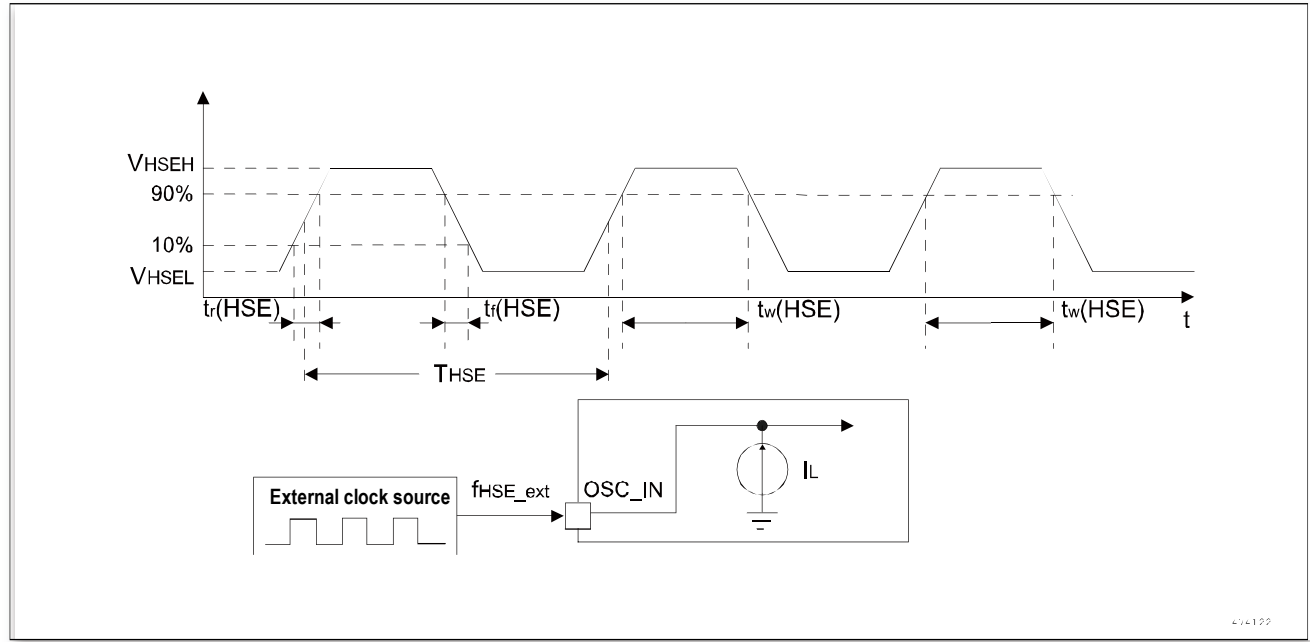 VHSEH
90%
10%
VHSEL
tr(HSE)
tf(HSE)
tw(HSE)
tw(HSE)
t
THSE
External clock source
fHSE_ext
OSC_IN
IL